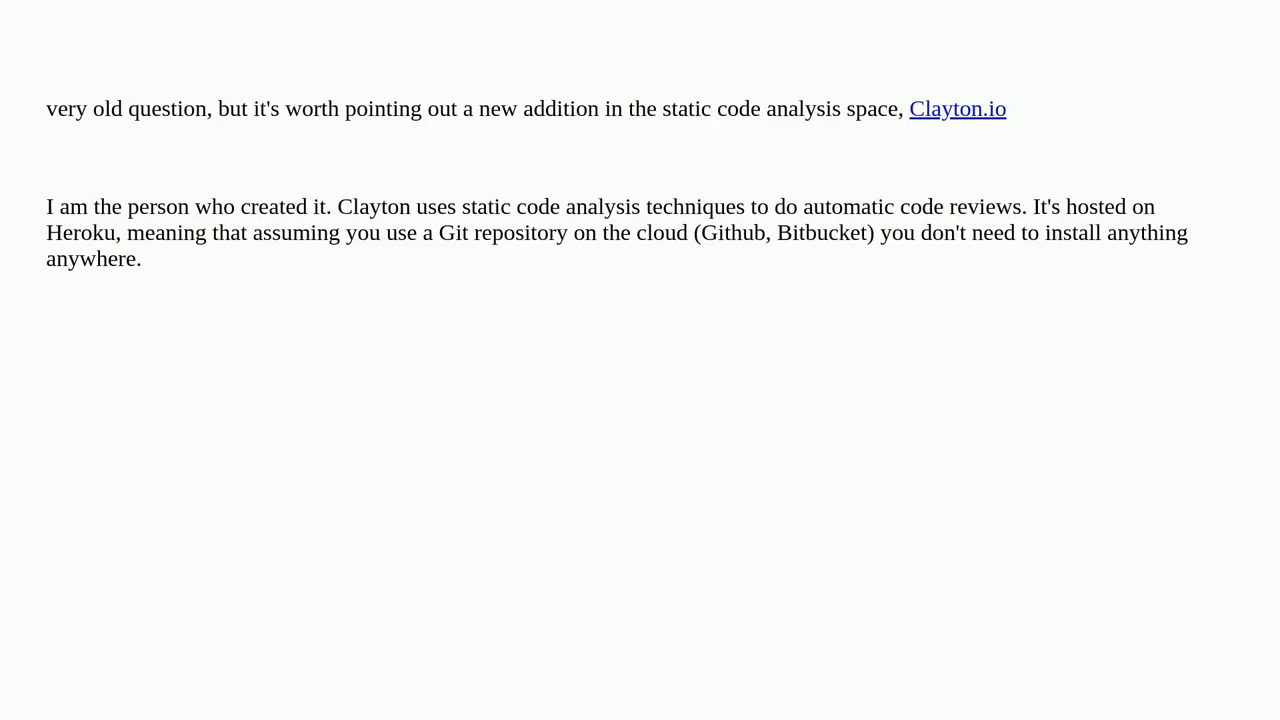 very old question, but it's worth pointing out a new addition in the static code analysis space, Clayton.io
I am the person who created it. Clayton uses static code analysis techniques to do automatic code reviews. It's hosted on
Heroku, meaning that assuming you use a Git repository on the cloud (Github, Bitbucket) you don't need to install anything
anywhere.